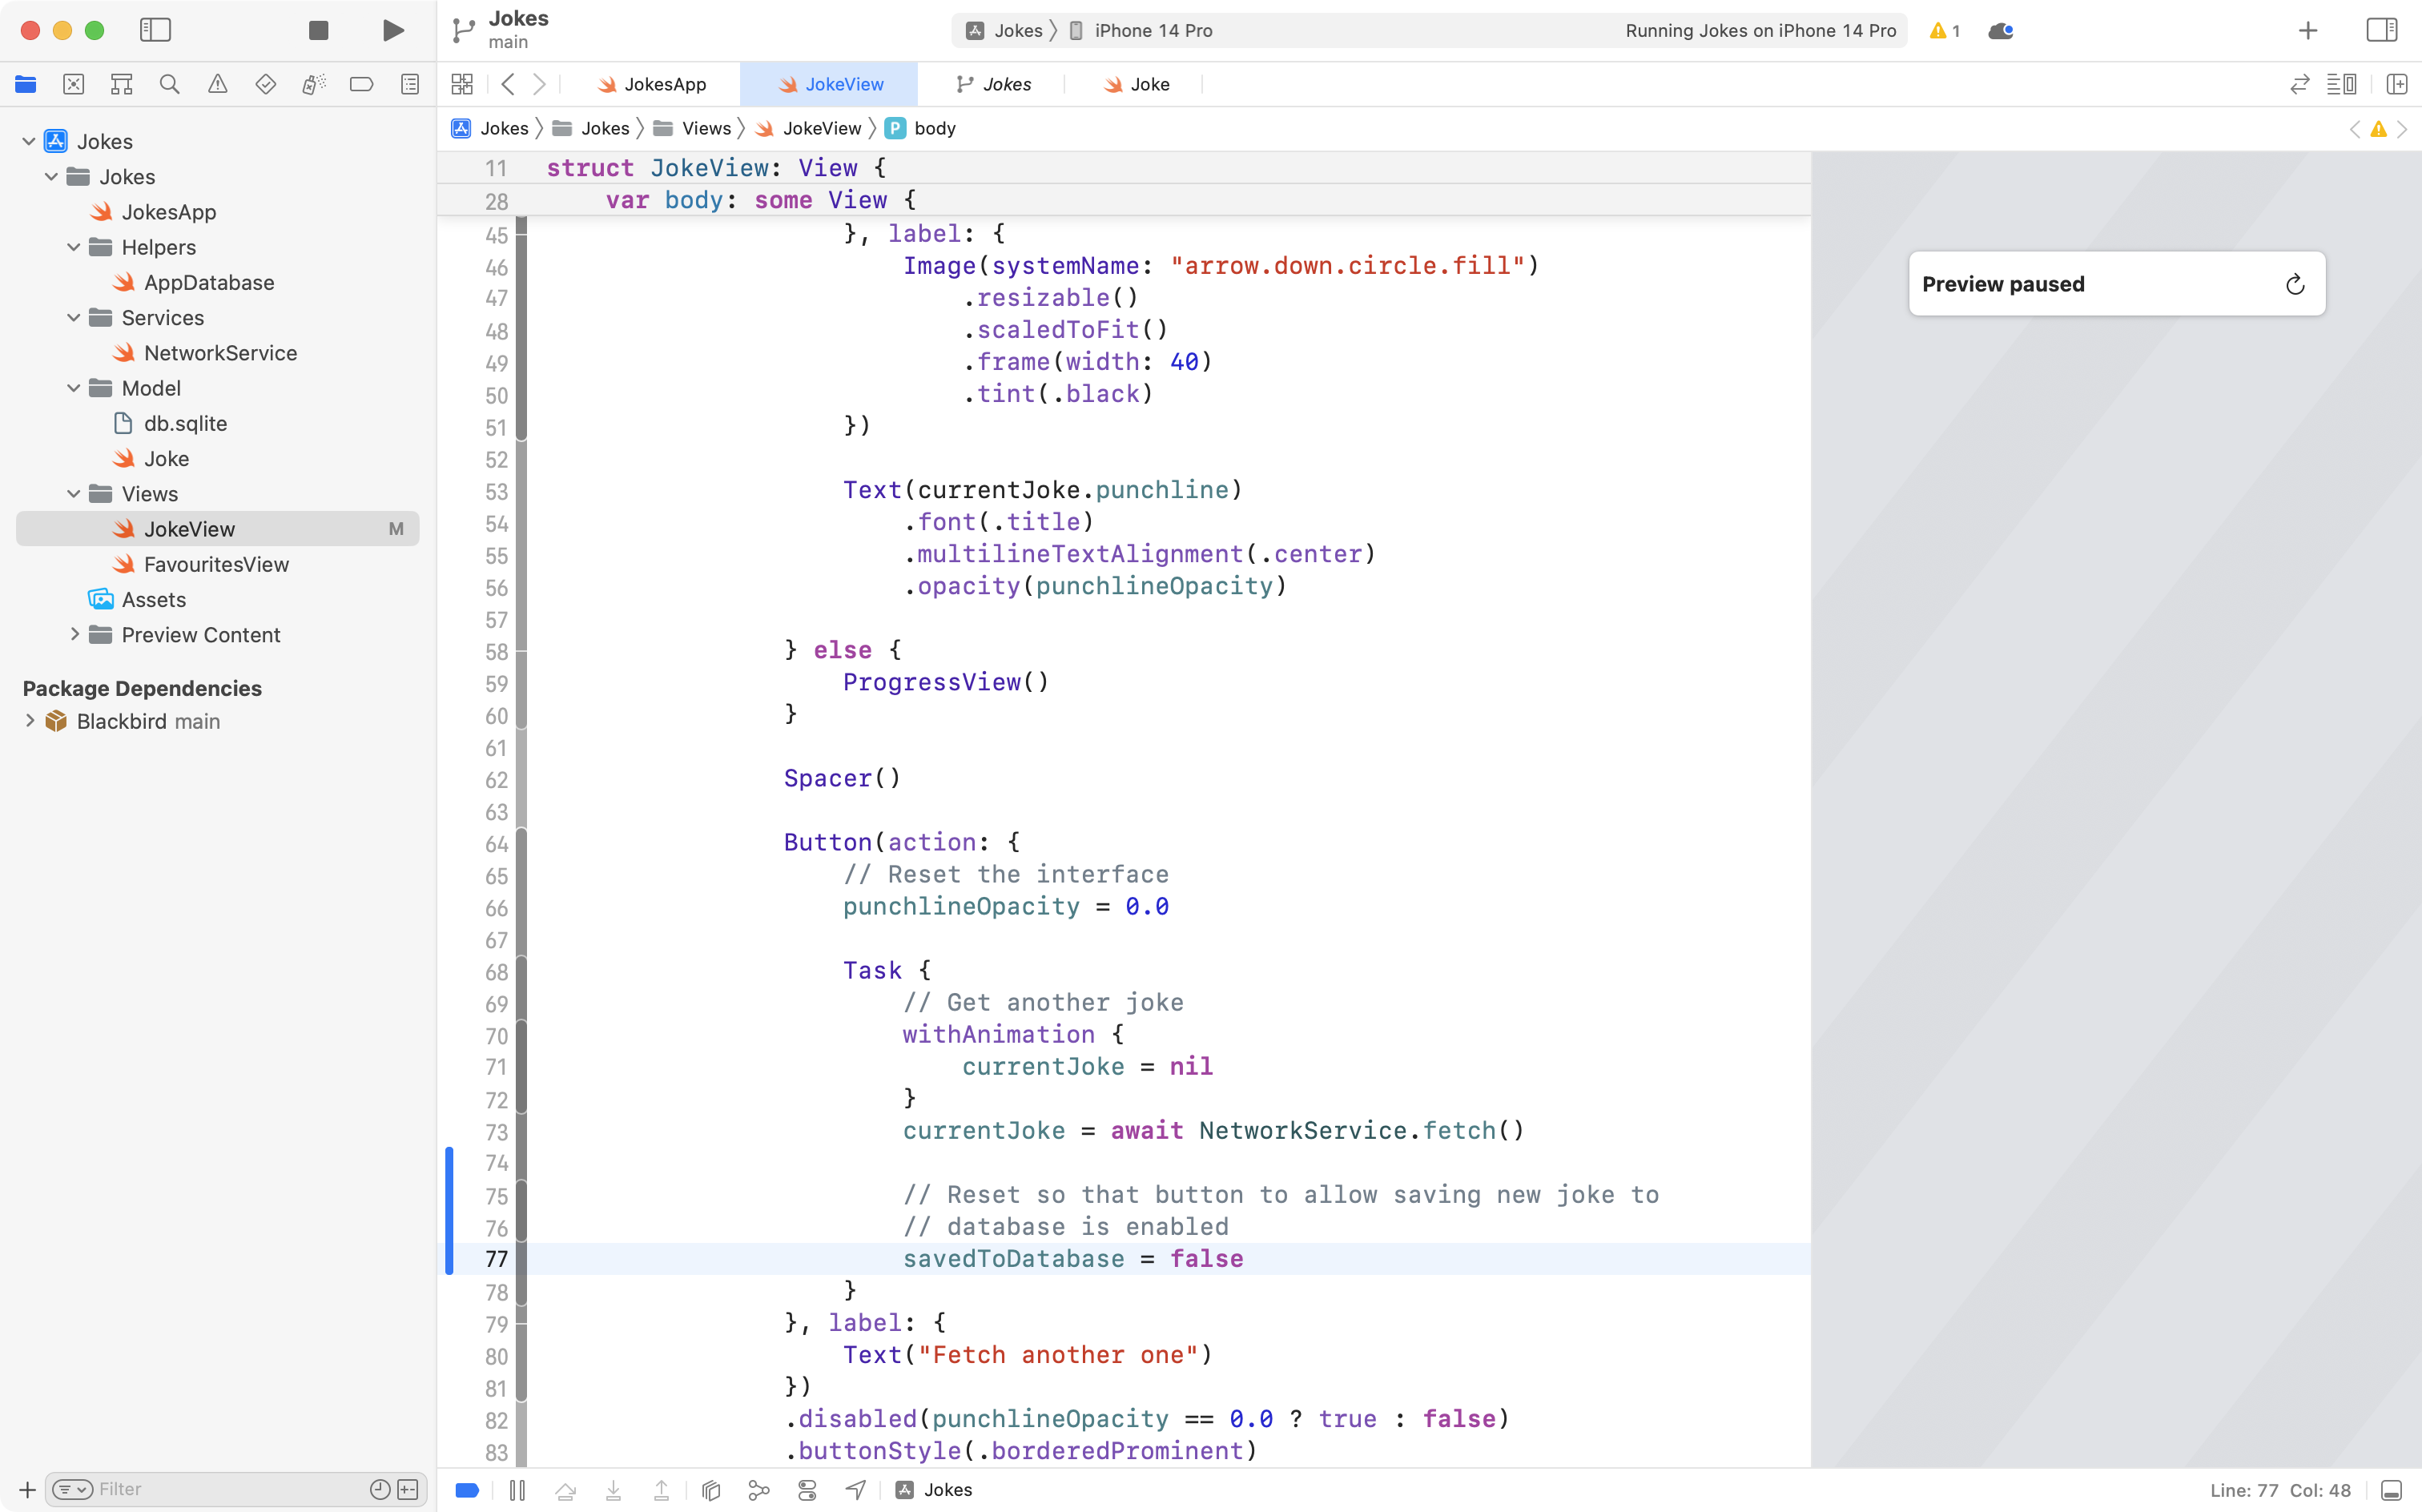 Jokes
main
Jokes
iPhone 14 Pro
Running Jokes on iPhone 14 Pro
1
JokesApp
JokeView
Jokes
Joke
Jokes
Jokes
Views
JokeView
P
body
Jokes
Jokes
JokesApp
Helpers
AppDatabase
Services
NetworkService
Model
db.sqlite
Joke
Views
JokeView M
FavouritesView
Assets
Preview Content
Package Dependencies
Blackbird main
Filter
11 struct JokeView: View {
28 var body: some View {
45 }, label: {
46 Image(systemName: "arrow.down.circle.fill")
47 .resizable()
48 .scaledToFit()
49 .frame(width: 40)
50 .tint(.black)
51 })
52
53 Text(currentJoke.punchline)
54 .font(.title)
55 .multilineTextAlignment(.center)
56 .opacity(punchlineOpacity)
57
58 } else {
59 ProgressView()
60 }
61
62 Spacer()
63
64 Button(action: {
65 // Reset the interface
66 punchlineOpacity = 0.0
67
68 Task {
69 // Get another joke
70 withAnimation {
71 currentJoke = nil
72 }
73 currentJoke = await NetworkService.fetch()
74
75 // Reset so that button to allow saving new joke to
76 // database is enabled
77 savedToDatabase = false
78 }
79 }, label: {
80 Text("Fetch another one")
81 })
82 .disabled(punchlineOpacity == 0.0 ? true : false)
83 .buttonStyle(.borderedProminent)
Preview paused
Jokes
Line: 77 Col: 48